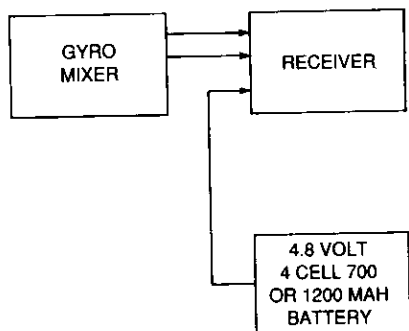 GYRO
MIXER
RECEIVER
4.8 VOLT
4 CELL 700
OR 1200 MAH
BATTERY